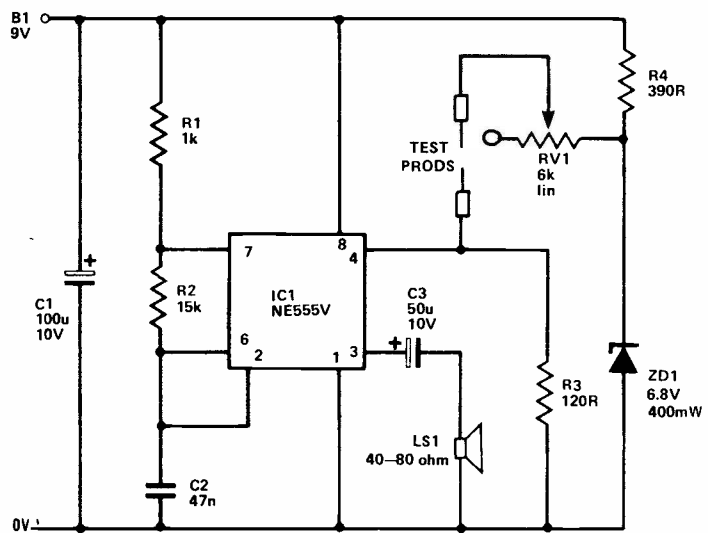 B1
9V
R4
390R
R1
1k
TEST
PRODS
RV1
6k
lin
7
8
4
IC1
NE555V
C1
100u
10V
R2
15k
C3
50u
10V
6
2
1
3
R3
120R
ZD1
6.8V
400mW
LS1
40–80 ohm
C2
47n
0V